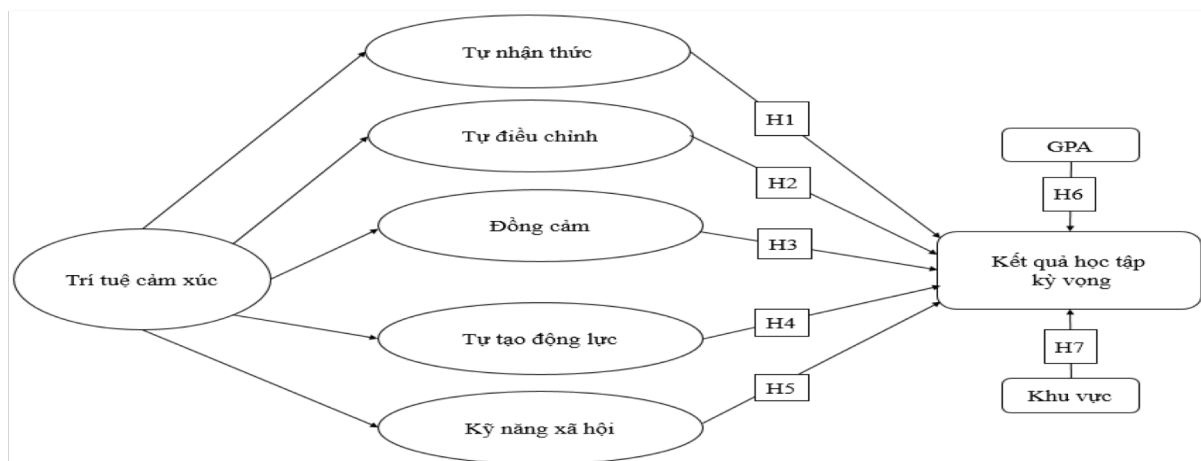 Tự nhận thức
H1
Tự điều chỉnh
GPA
H2
H6
Đồng cảm
H3
Trí tuệ cảm xúc
Kết quả học tập
kỳ vọng
H4
Tự tạo động lực
H7
H5
Khu vực
Kỹ năng xã hội